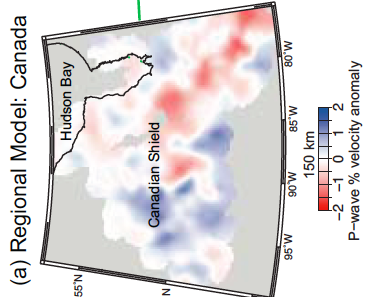 (a) Regional Model: Canada
Hudson Bay
Canadian Shield
55°N
N
95°W
90°W
85°W
80°W
150 km
−2 −1 0 1 2
P-wave % velocity anomaly